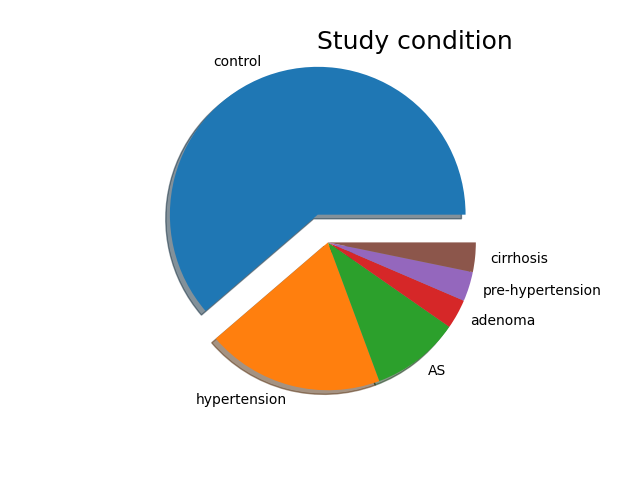 Study condition
control
cirrhosis
pre-hypertension
adenoma
AS
hypertension